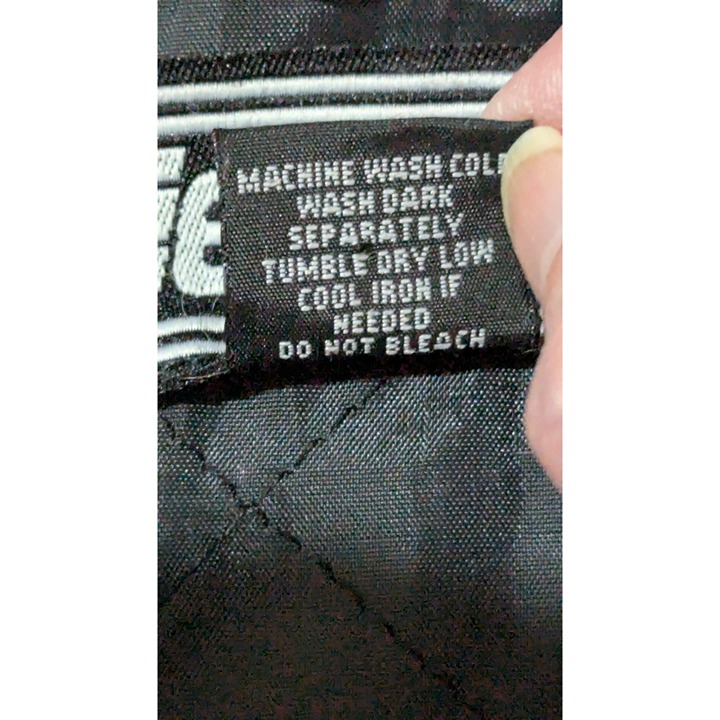 MACHINE WASH COLD
WASH DARK
SEPARATELY
TUMBLE DRY LOW
COOL IRON IF
NEEDED
DO NOT BLEACH